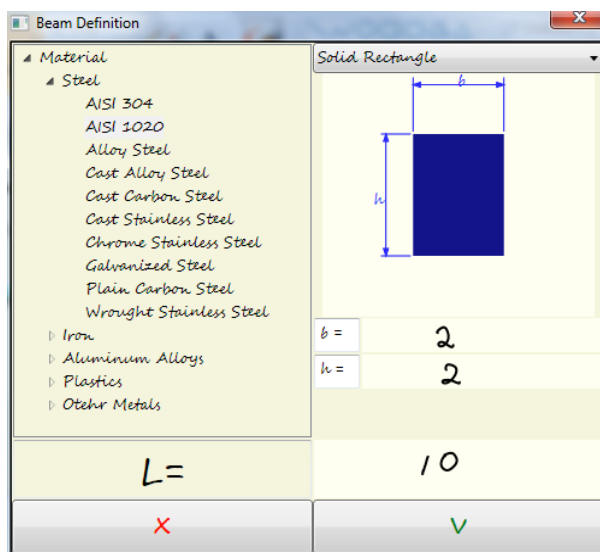 Beam Definition
x
Material
Steel
AISI 304
AISI 1020
Alloy Steel
Cast Alloy Steel
Cast Carbon Steel
Cast Stainless Steel
Chrome Stainless Steel
Galvanized Steel
Plain Carbon Steel
Wrought Stainless Steel
Iron
Aluminum Alloys
Plastics
Otehr Metals
Solid Rectangle
b
h
b = 2
h = 2
L= 10
X V